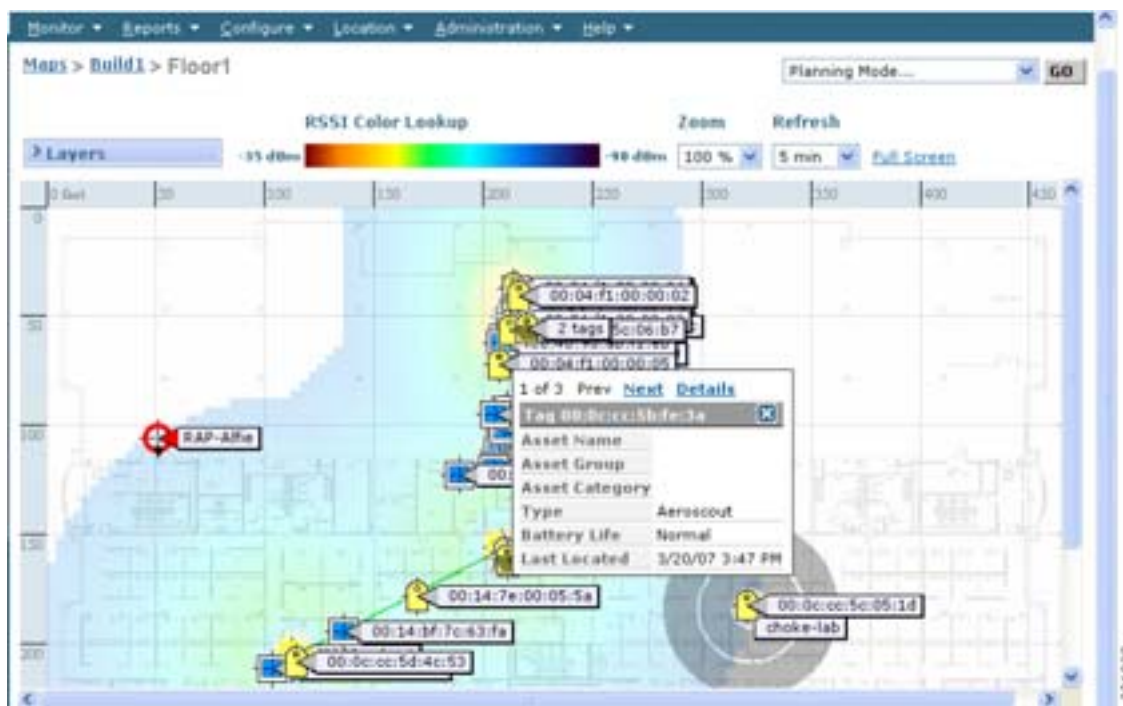 Monitor Reports Configure Location Administration Help
Maps > Build1 > Floor1
Planning Mode... GO
RSSI Color Lookup
Zoom
Refresh
Layers
-35 dBm
-90 dBm
100 %
5 min
Full Screen
0 feet 50 100 150 200 250 300 350 400 450
0
50
100
150
200
00:04:f1:00:00:02
2 tags
5c:06:b7
00:04:f1:00:00:05
1 of 3 Prev Next Details
Tag 00:0c:cc:5b:fe:3a
Asset Name
Asset Group
Asset Category
Type Aeroscout
Battery Life Normal
Last Located 3/20/07 3:47 PM
RAP-Alfie
00:
00:14:7e:00:05:5a
00:0c:cc:5c:05:1d
choke-lab
00:14:bf:7c:63:fa
00:0c:cc:5d:4c:53